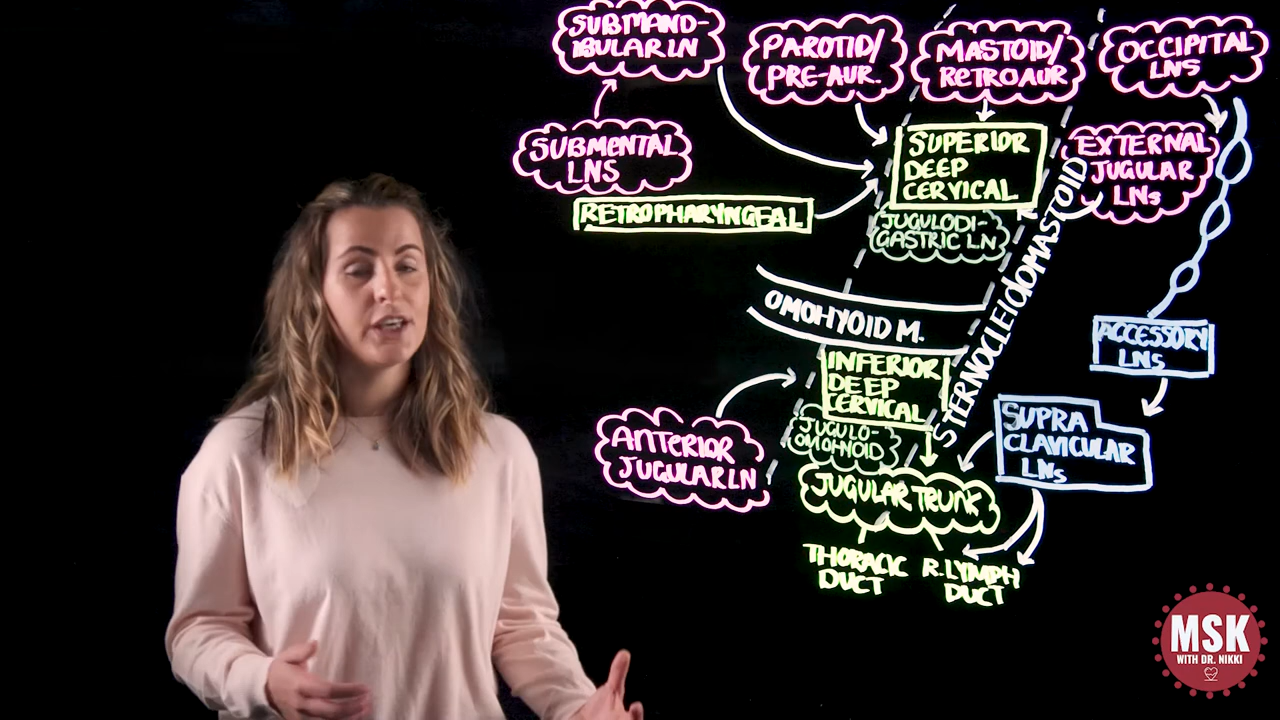 SUBMAND-
IBULAR LN
PAROTID/
PRE-AUR.
MASTOID/
RETROAUR
OCCIPITAL
LNS
SUBMENTAL
LNS
SUPERIOR
DEEP
CERVICAL
EXTERNAL
JUGULAR
LNs
RETROPHARYNGEAL
JUGULODI-
GASTRIC LN
STERNOCLEIDOMASTOID
OMOHYOID M.
ACCESSORY
LNS
INFERIOR
DEEP
CERVICAL
JUGULO-
OMOHYOID
ANTERIOR
JUGULAR LN
SUPRA
CLAVICULAR
LNs
JUGULAR TRUNK
THORACIC
DUCT
R. LYMPH
DUCT
MSK
WITH DR. NIKKI